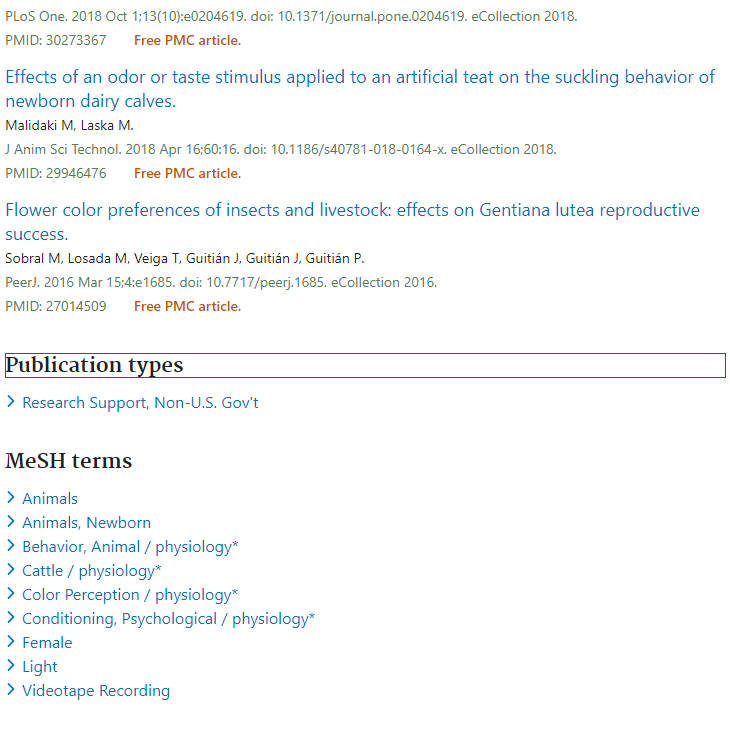 PLoS One. 2018 Oct 1;13(10):e0204619. doi: 10.1371/journal.pone.0204619. eCollection 2018.
PMID: 30273367 Free PMC article.
Effects of an odor or taste stimulus applied to an artificial teat on the suckling behavior of
newborn dairy calves.
Malidaki M, Laska M.
J Anim Sci Technol. 2018 Apr 16;60:16. doi: 10.1186/s40781-018-0164-x. eCollection 2018.
PMID: 29946476 Free PMC article.
Flower color preferences of insects and livestock: effects on Gentiana lutea reproductive
success.
Sobral M, Losada M, Veiga T, Guitián J, Guitián J, Guitián P.
PeerJ. 2016 Mar 15;4:e1685. doi: 10.7717/peerj.1685. eCollection 2016.
PMID: 27014509 Free PMC article.
Publication types
Research Support, Non-U.S. Gov't
MeSH terms
Animals
Animals, Newborn
Behavior, Animal / physiology*
Cattle / physiology*
Color Perception / physiology*
Conditioning, Psychological / physiology*
Female
Light
Videotape Recording